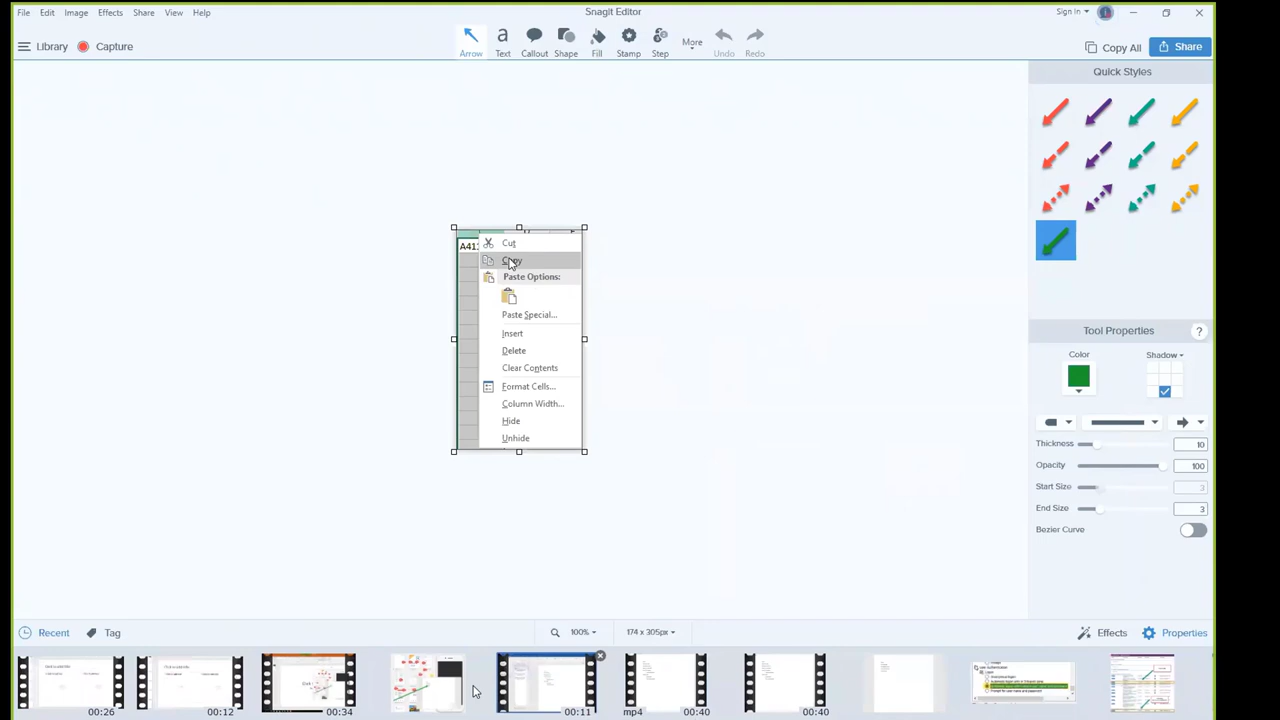 File Edit Image Effects Share View Help
SnagIt Editor
Sign in
Library
Capture
Arrow
Text
Callout
Shape
Fill
Stamp
Step
More
Undo
Redo
Copy All
Share
Quick Styles
A411
Cut
Copy
Paste Options:
Paste Special...
Insert
Delete
Clear Contents
Format Cells...
Column Width...
Hide
Unhide
Tool Properties
?
Color
Shadow
Thickness
10
Opacity
100
Start Size
3
End Size
3
Bezier Curve
Recent
Tag
100%
174 x 305px
Effects
Properties
00:26
00:12
00:34
00:11
mp4
00:40
00:40